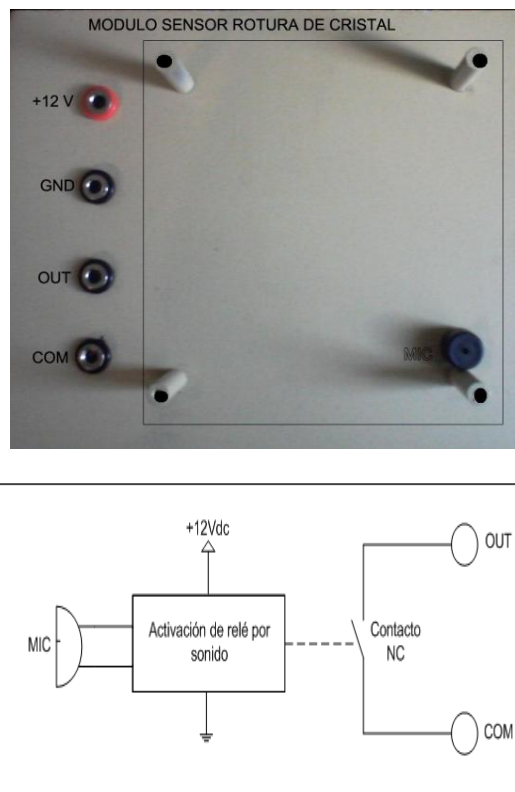 MODULO SENSOR ROTURA DE CRISTAL
+12 V
GND
OUT
COM
MIC
+12Vdc
OUT
MIC
Activación de relé por
sonido
Contacto
NC
COM